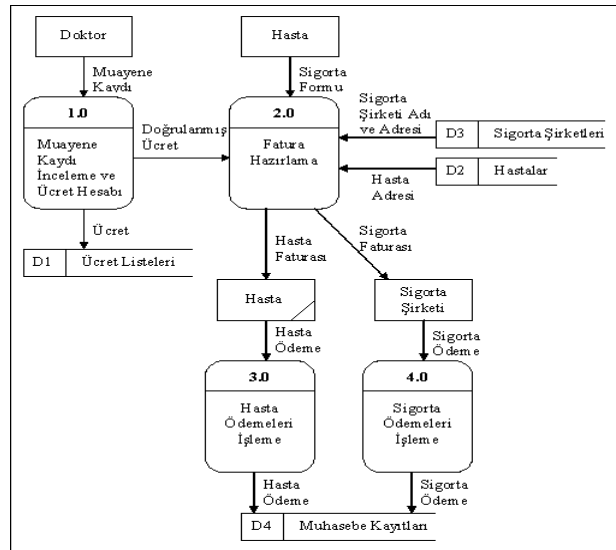 Doktor
Hasta
Muayene
Kaydı
Sigorta
Formu
1.0
Muayene
Kaydı
İnceleme ve
Ücret Hesabı
Doğrulanmış
Ücret
2.0
Fatura
Hazırlama
Sigorta
Şirketi Adı
ve Adresi
D3 Sigorta Şirketleri
D2 Hastalar
Hasta
Adresi
Ücret
D1 Ücret Listeleri
Hasta
Faturası
Sigorta
Faturası
Hasta
Sigorta
Şirketi
Hasta
Ödeme
Sigorta
Ödeme
3.0
Hasta
Ödemeleri
İşleme
4.0
Sigorta
Ödemeleri
İşleme
Hasta
Ödeme
Sigorta
Ödeme
D4 Muhasebe Kayıtları